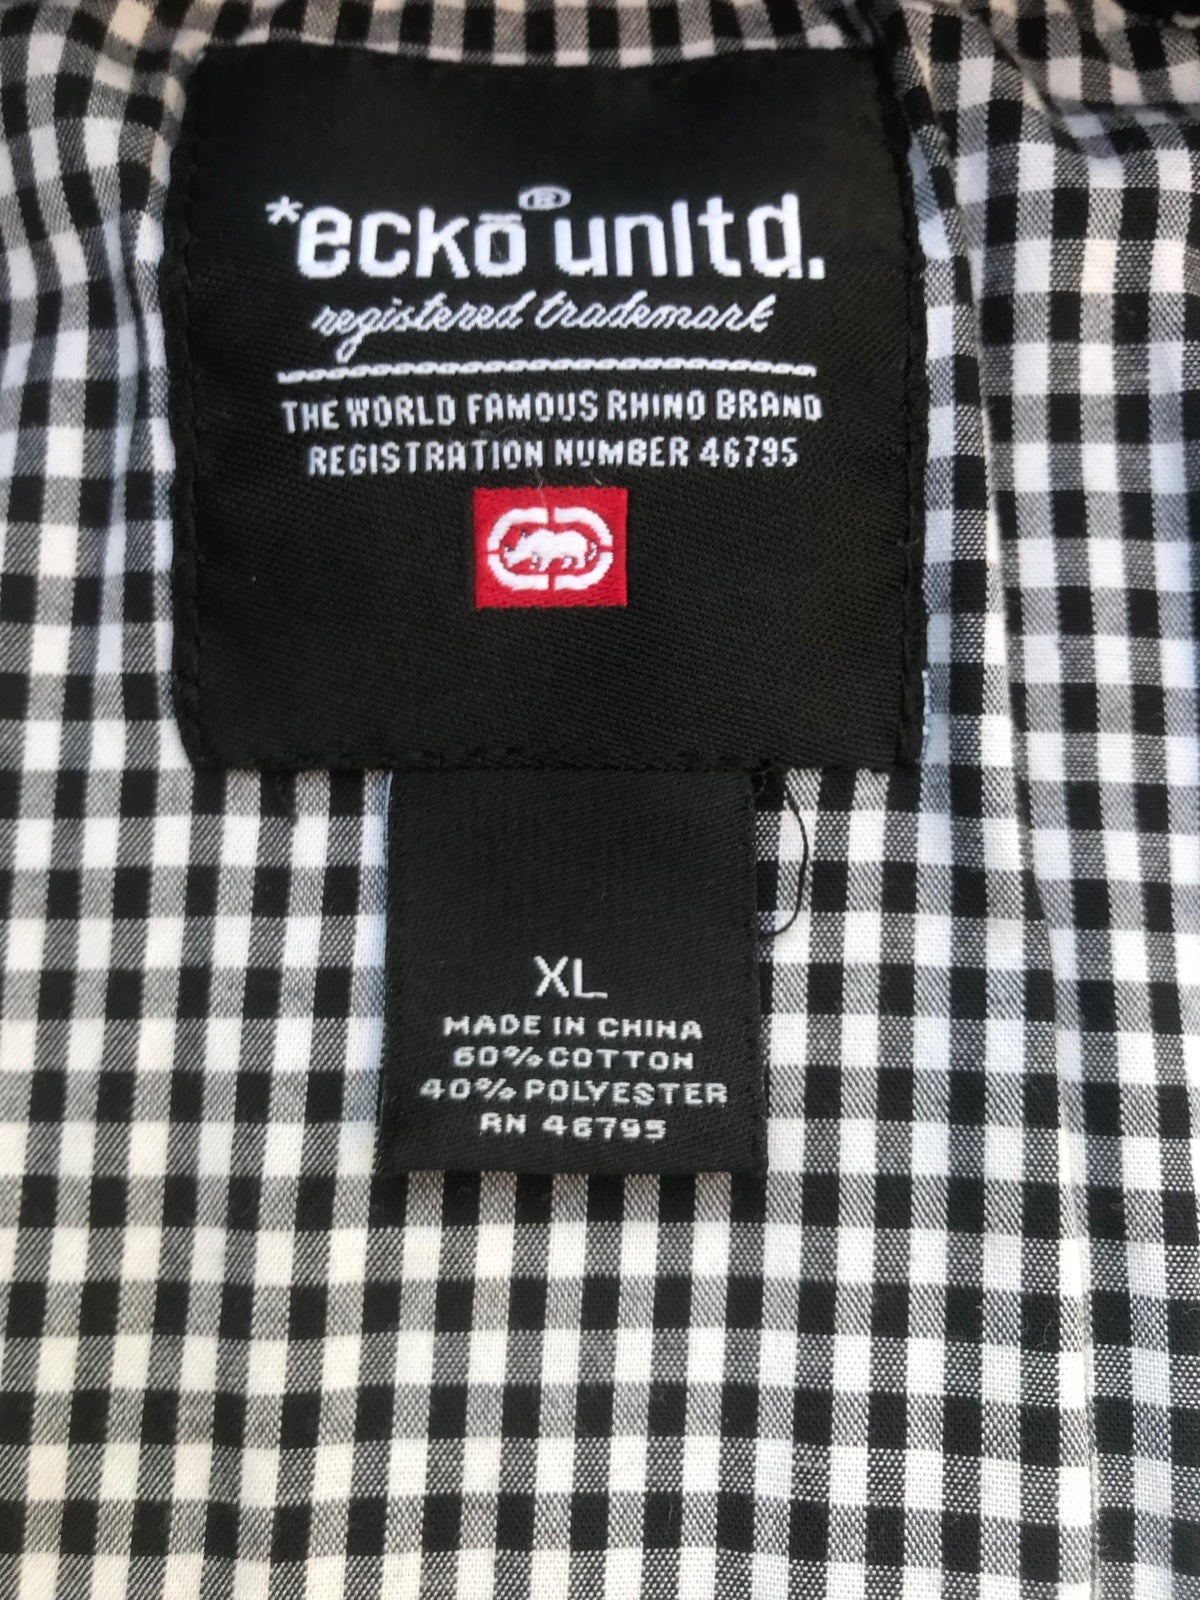 *eckō® unltd.
registered trademark
THE WORLD FAMOUS RHINO BRAND
REGISTRATION NUMBER 46795
XL
MADE IN CHINA
60% COTTON
40% POLYESTER
RN 46795